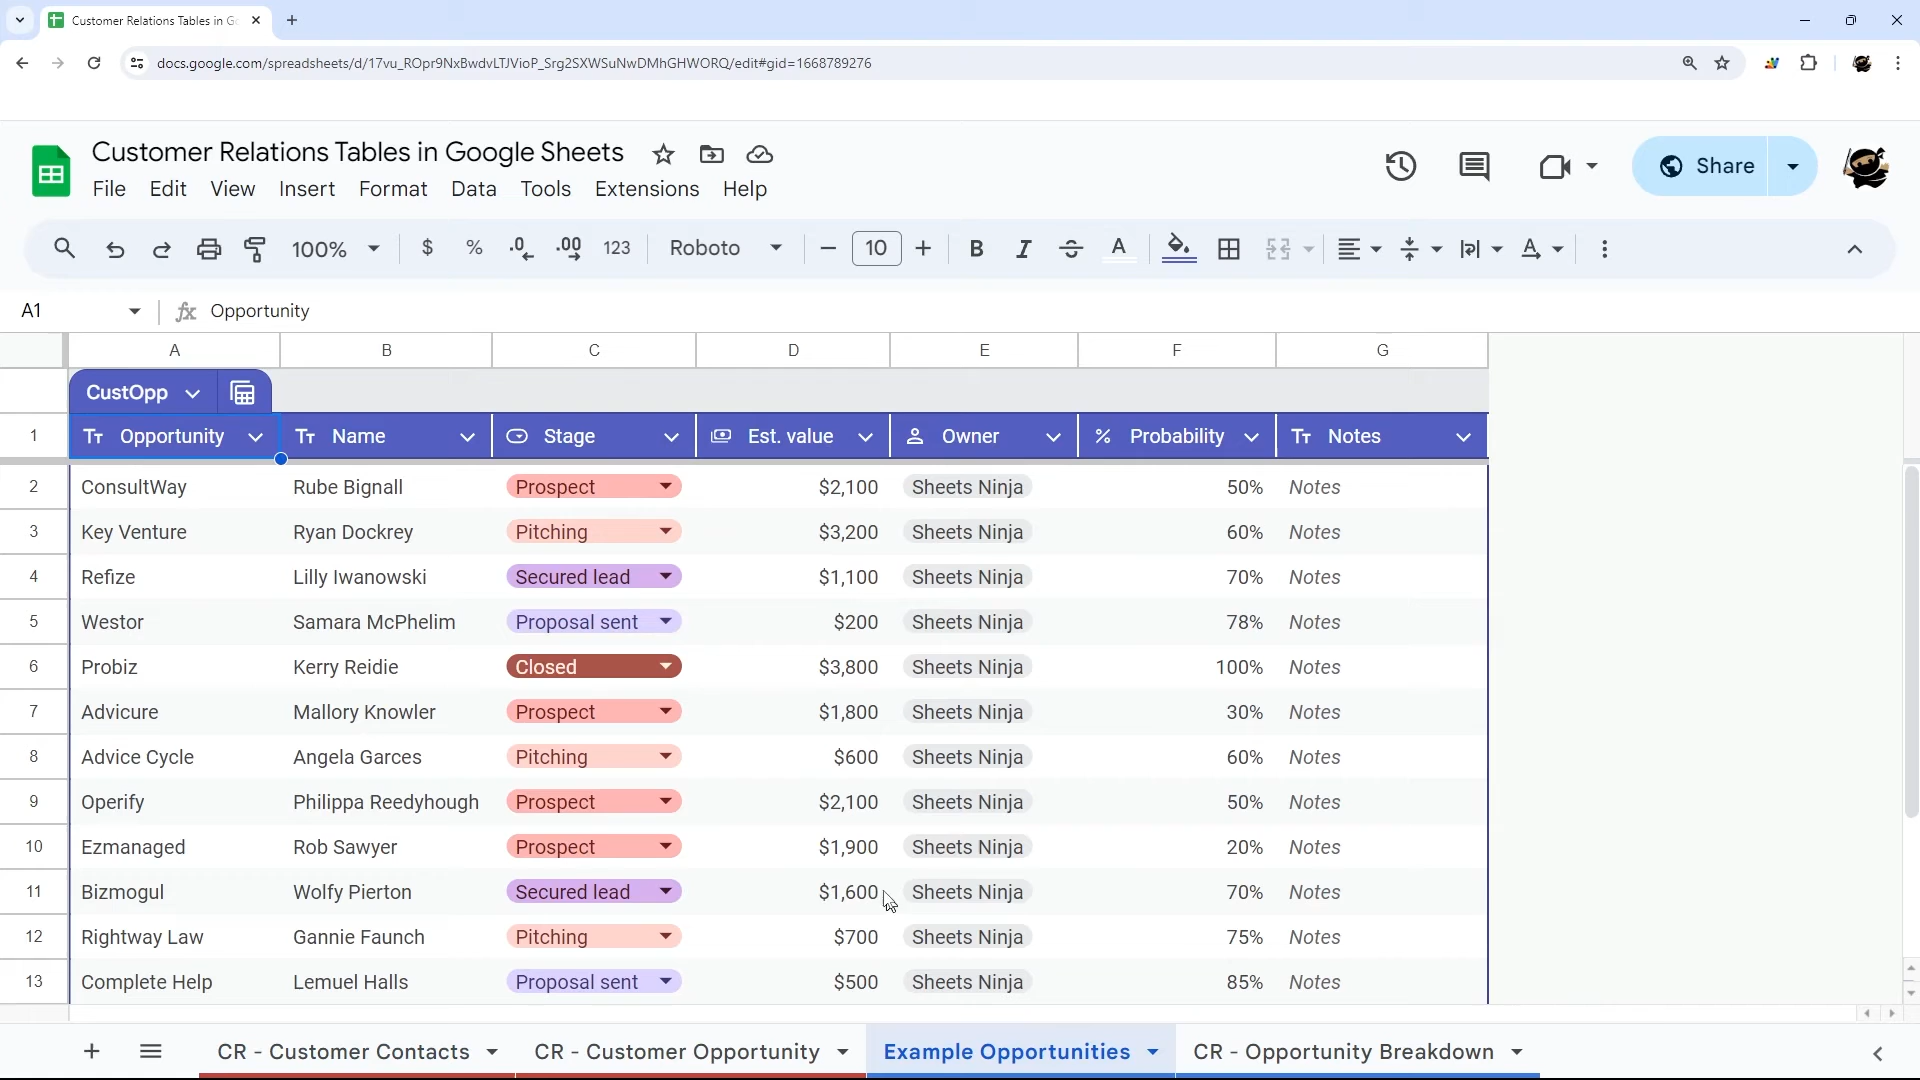 Customer Relations Tables in G
docs.google.com/spreadsheets/d/17vu_ROpr9NxBwdvLTJVioP_Srg2SXWSuNwDMhGHWORQ/edit#gid=1668789276
Customer Relations Tables in Google Sheets
File Edit View Insert Format Data Tools Extensions Help
Share
100% $ % .0 .00 123 Roboto 10 B I A A
A1 fx Opportunity
A B C D E F G
CustOpp
1 Tт Opportunity Tт Name Stage Est. value Owner % Probability Tт Notes
2 ConsultWay Rube Bignall Prospect $2,100 Sheets Ninja 50% Notes
3 Key Venture Ryan Dockrey Pitching $3,200 Sheets Ninja 60% Notes
4 Refize Lilly Iwanowski Secured lead $1,100 Sheets Ninja 70% Notes
5 Westor Samara McPhelim Proposal sent $200 Sheets Ninja 78% Notes
6 Probiz Kerry Reidie Closed $3,800 Sheets Ninja 100% Notes
7 Advicure Mallory Knowler Prospect $1,800 Sheets Ninja 30% Notes
8 Advice Cycle Angela Garces Pitching $600 Sheets Ninja 60% Notes
9 Operify Philippa Reedyhough Prospect $2,100 Sheets Ninja 50% Notes
10 Ezmanaged Rob Sawyer Prospect $1,900 Sheets Ninja 20% Notes
11 Bizmogul Wolfy Pierton Secured lead $1,600 Sheets Ninja 70% Notes
12 Rightway Law Gannie Faunch Pitching $700 Sheets Ninja 75% Notes
13 Complete Help Lemuel Halls Proposal sent $500 Sheets Ninja 85% Notes
CR - Customer Contacts CR - Customer Opportunity Example Opportunities CR - Opportunity Breakdown